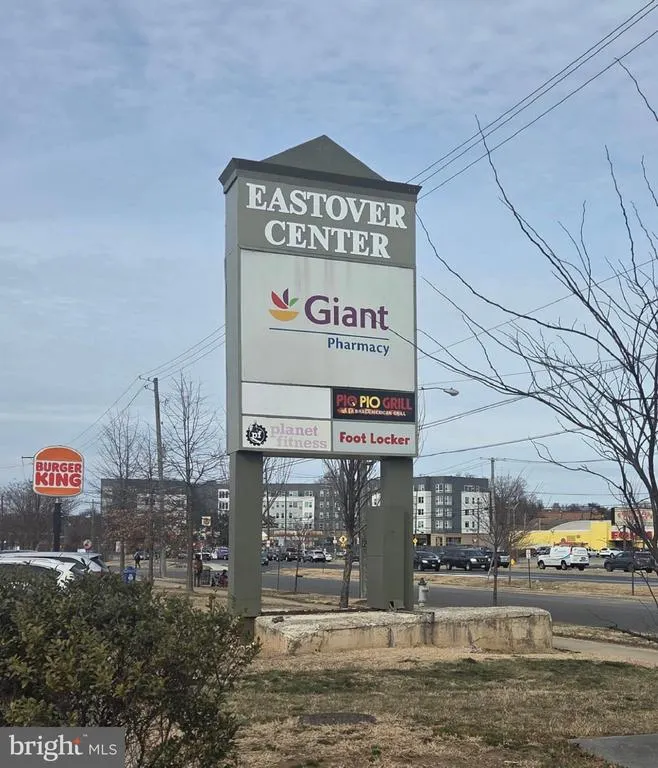 EASTOVER
CENTER
Giant
Pharmacy
PIO PIO GRILL
planet
fitness
Foot Locker
BURGER
KING
bright MLS